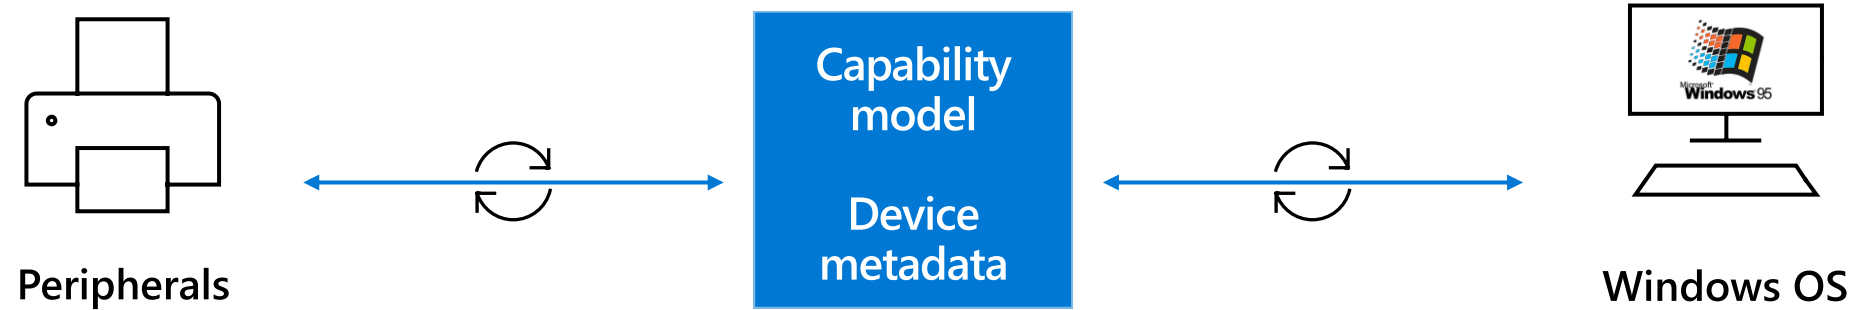 Capability
model
Device
metadata
Peripherals
Microsoft
Windows 95
Windows OS